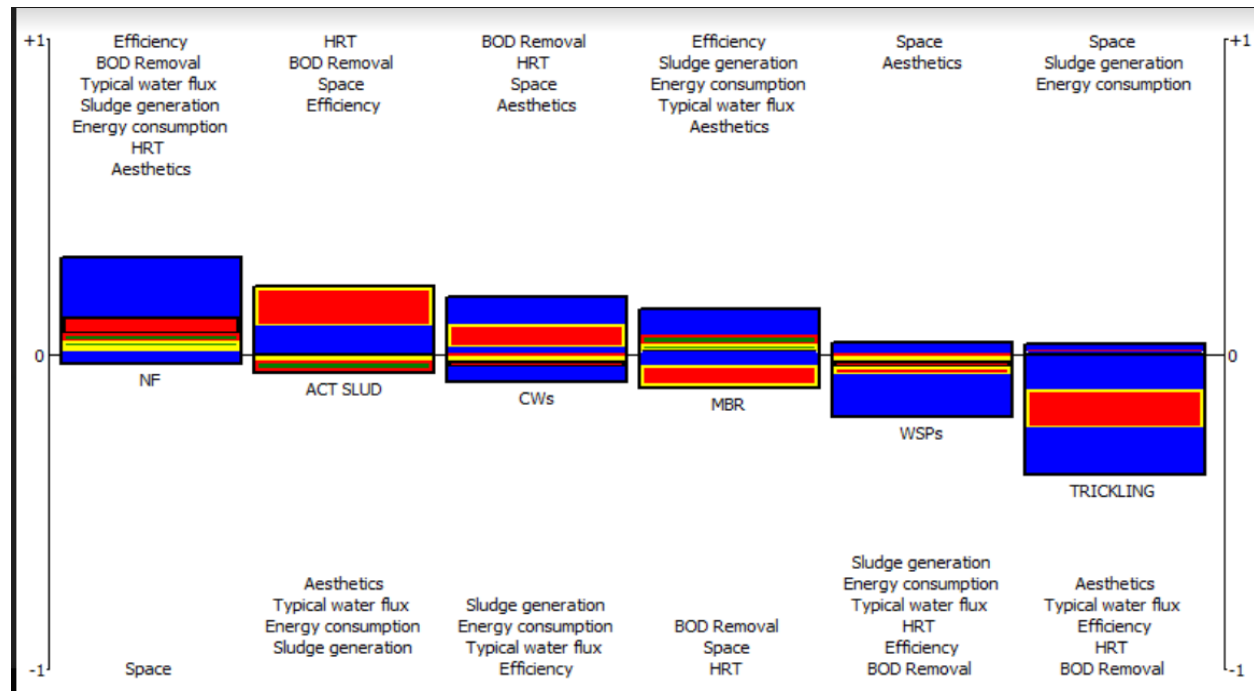 +1
Efficiency
BOD Removal
Typical water flux
Sludge generation
Energy consumption
HRT
Aesthetics
HRT
BOD Removal
Space
Efficiency
BOD Removal
HRT
Space
Aesthetics
Efficiency
Sludge generation
Energy consumption
Typical water flux
Aesthetics
Space
Aesthetics
Space
Sludge generation
Energy consumption
+1
0
NF
ACT SLUD
CWs
MBR
WSPs
TRICKLING
0
-1
Space
Aesthetics
Typical water flux
Energy consumption
Sludge generation
Sludge generation
Energy consumption
Typical water flux
Efficiency
BOD Removal
Space
HRT
Sludge generation
Energy consumption
Typical water flux
HRT
Efficiency
BOD Removal
Aesthetics
Typical water flux
Efficiency
HRT
BOD Removal
-1